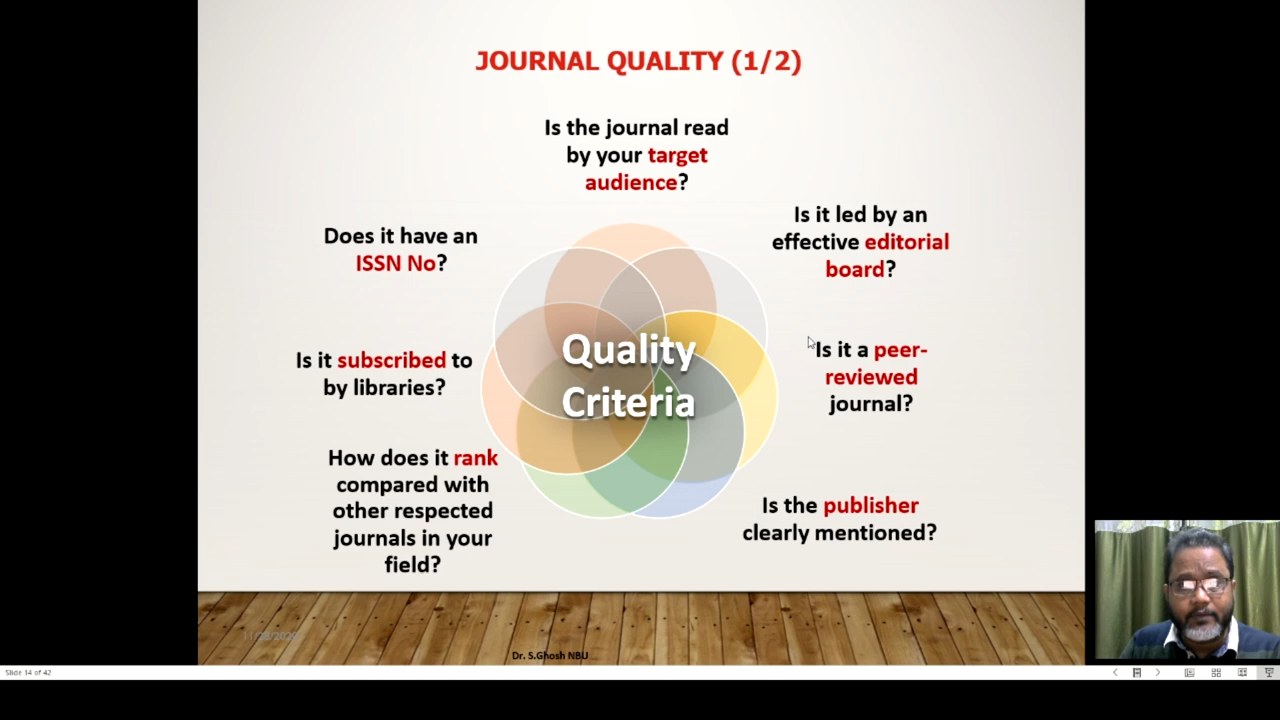 JOURNAL QUALITY (1/2)
Is the journal read
by your target
audience?
Is it led by an
effective editorial
board?
Does it have an
ISSN No?
Quality
Criteria
Is it a peer-
reviewed
journal?
Is it subscribed to
by libraries?
How does it rank
compared with
other respected
journals in your
field?
Is the publisher
clearly mentioned?
Dr. S.Ghosh NBU
Slide 14 of 42